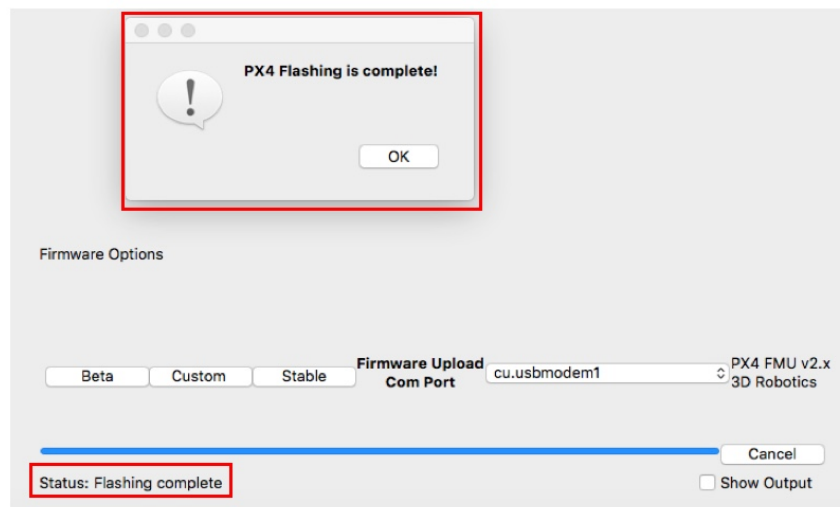 PX4 Flashing is complete!
OK
Firmware Options
Beta
Custom
Stable
Firmware Upload
Com Port
cu.usbmodem1
PX4 FMU v2.x
3D Robotics
Cancel
Status: Flashing complete
Show Output